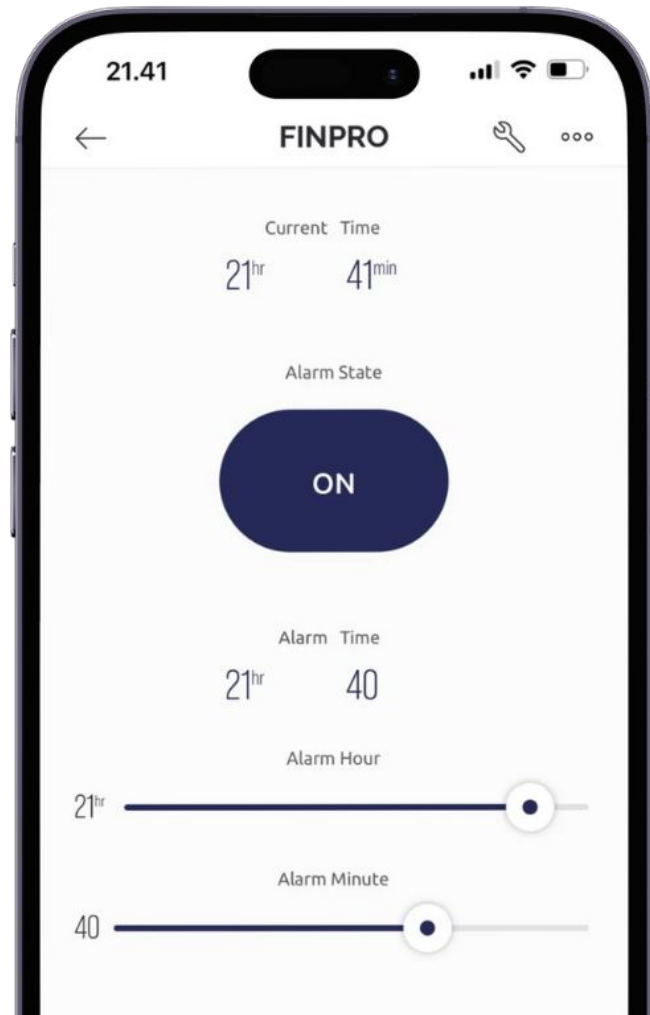 21.41
FINPRO
Current Time
21hr 41min
Alarm State
ON
Alarm Time
21hr 40
Alarm Hour
21hr
Alarm Minute
40